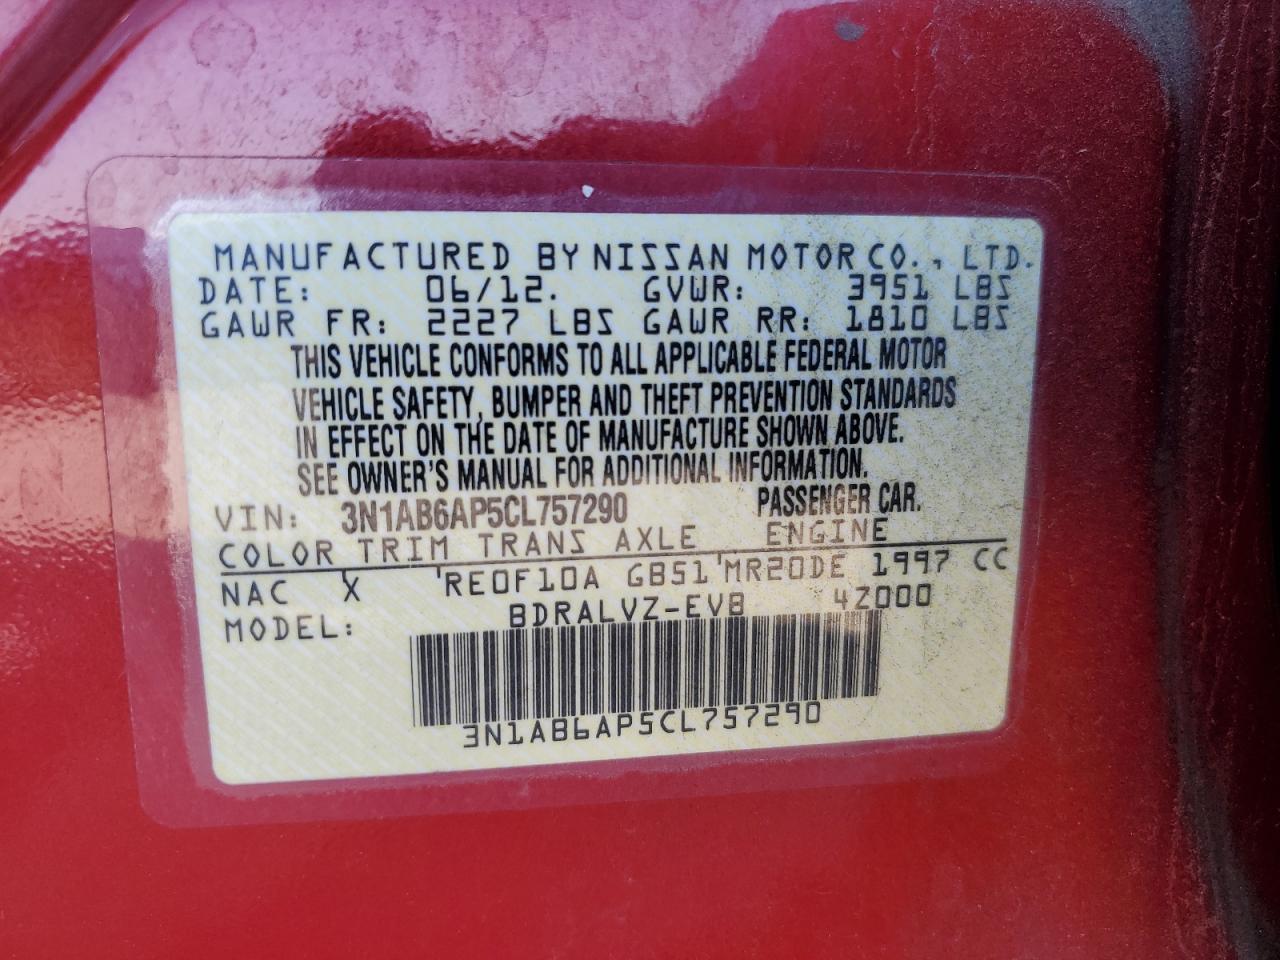 MANUFACTURED BY NISSAN MOTOR CO., LTD.
DATE: 06/12. GVWR: 3951 LBS
GAWR FR: 2227 LBS GAWR RR: 1810 LBS
THIS VEHICLE CONFORMS TO ALL APPLICABLE FEDERAL MOTOR
VEHICLE SAFETY, BUMPER AND THEFT PREVENTION STANDARDS
IN EFFECT ON THE DATE OF MANUFACTURE SHOWN ABOVE.
SEE OWNER'S MANUAL FOR ADDITIONAL INFORMATION.
VIN: 3N1AB6AP5CL757290 PASSENGER CAR.
COLOR TRIM TRANS AXLE ENGINE
NAC X RE0F10A GB51 MR20DE 1997 CC
MODEL: BDRALVZ-EVB 42000
3N1AB6AP5CL757290